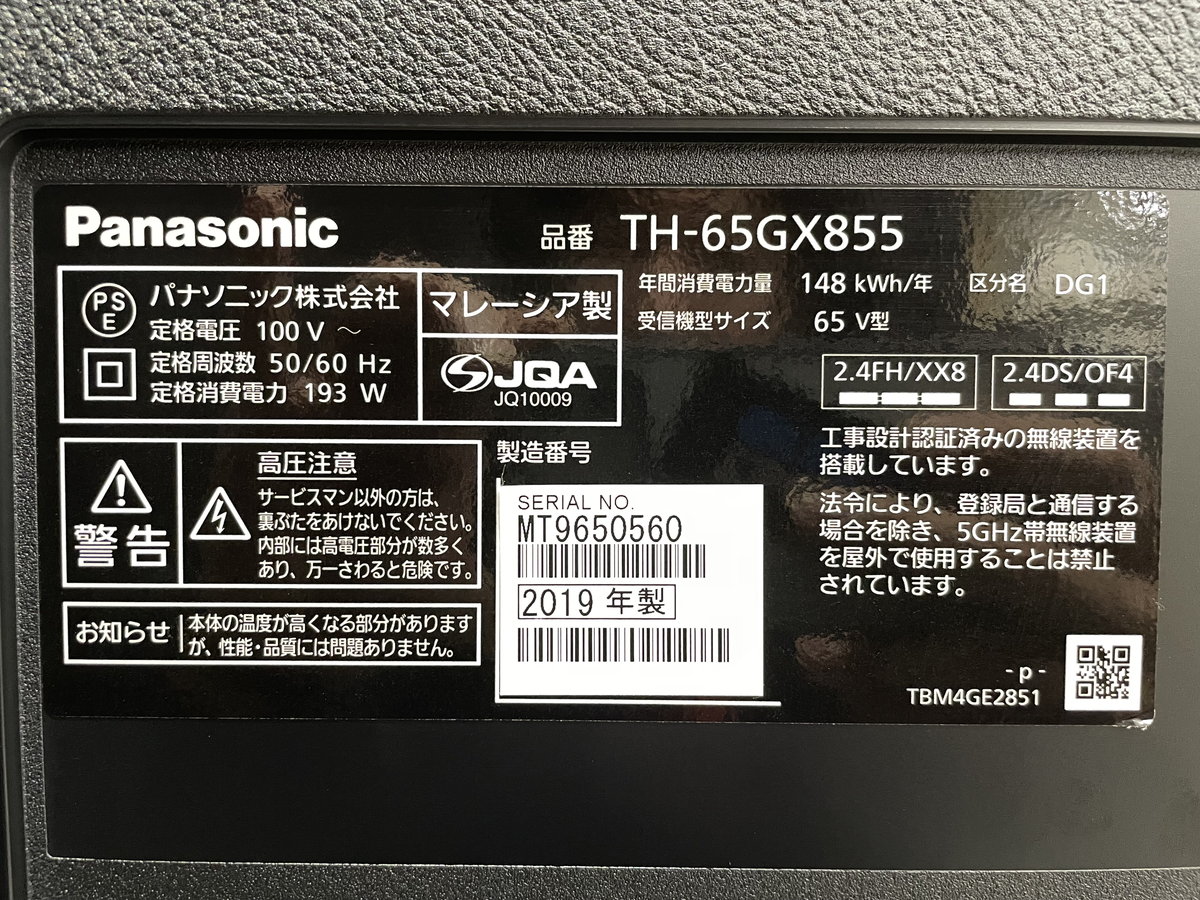 Panasonic
品番 TH-65GX855
年間消費電力量 148 kWh/年 区分名 DG1
受信機型サイズ 65 V型
PS
E
パナソニック株式会社
定格電圧 100 V ～
定格周波数 50/60 Hz
定格消費電力 193 W
マレーシア製
JQA
JQ10009
2.4FH/XX8
2.4DS/OF4
工事設計認証済みの無線装置を
搭載しています。
法令により、登録局と通信する
場合を除き、5GHz帯無線装置
を屋外で使用することは禁止
されています。
警告
高圧注意
サービスマン以外の方は、
裏ぶたをあけないでください。
内部には高電圧部分が数多く
あり、万一さわると危険です。
お知らせ
本体の温度が高くなる部分があります
が、性能・品質には問題ありません。
製造番号
SERIAL NO.
MT9650560
2019 年製
- p -
TBM4GE2851